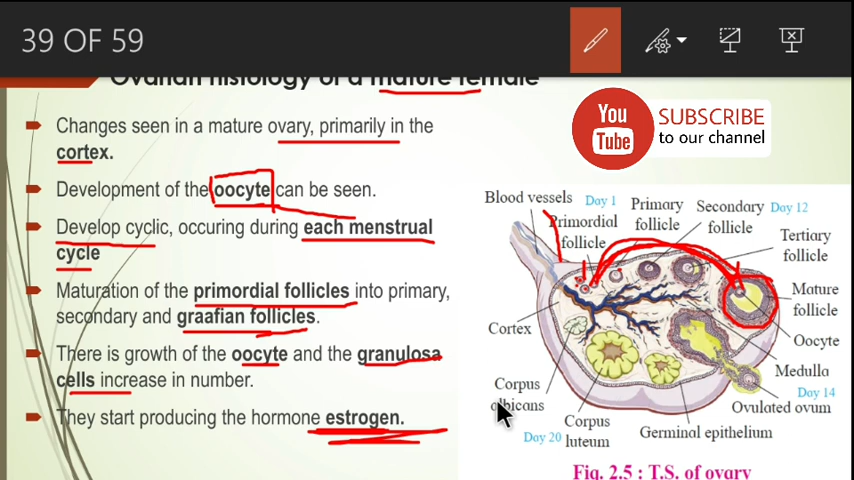 39 OF 59
Ovarian histology of a mature female
You
Tube
SUBSCRIBE
to our channel
Changes seen in a mature ovary, primarily in the
cortex.
Development of the oocyte can be seen.
Develop cyclic, occuring during each menstrual
cycle
Maturation of the primordial follicles into primary,
secondary and graafian follicles.
There is growth of the oocyte and the granulosa
cells increase in number.
They start producing the hormone estrogen.
Blood vessels
Day 1
Primordial
follicle
Primary
follicle
Secondary
follicle
Day 12
Tertiary
follicle
Mature
follicle
Oocyte
Medulla
Day 14
Ovulated ovum
Germinal epithelium
Corpus
luteum
Day 20
Corpus
albicans
Cortex
Fig. 2.5 : T.S. of ovary